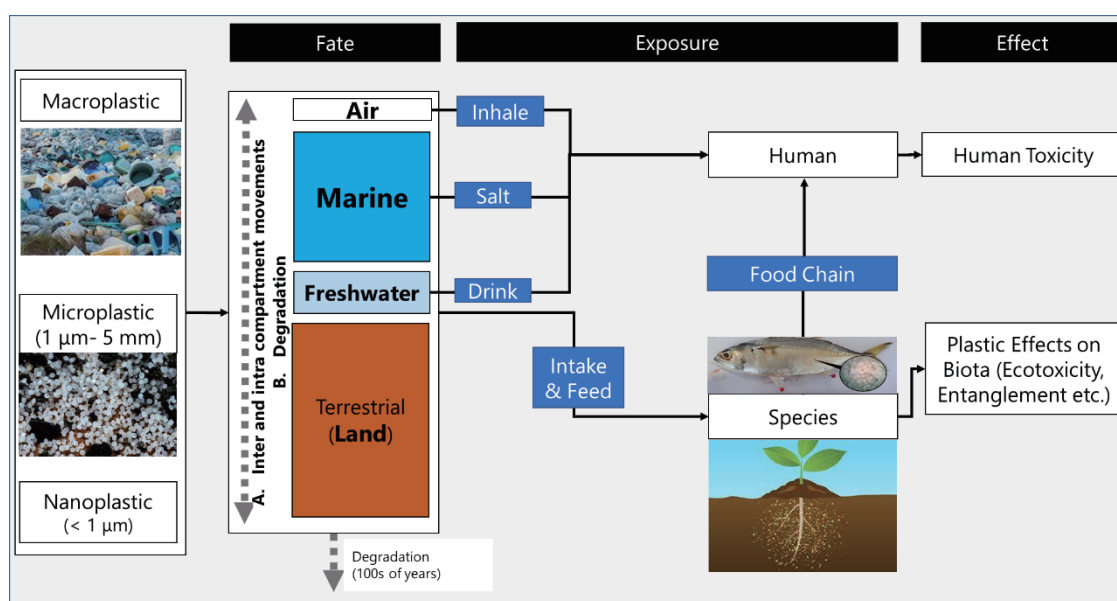 Fate
Exposure
Effect
Macroplastic
Microplastic
(1 μm- 5 mm)
Nanoplastic
(< 1 μm)
A. Inter and intra compartment movements
B. Degradation
Air
Marine
Freshwater
Terrestrial
(Land)
Degradation
(100s of years)
Inhale
Salt
Drink
Intake
& Feed
Human
Food Chain
Species
Human Toxicity
Plastic Effects on
Biota (Ecotoxicity,
Entanglement etc.)